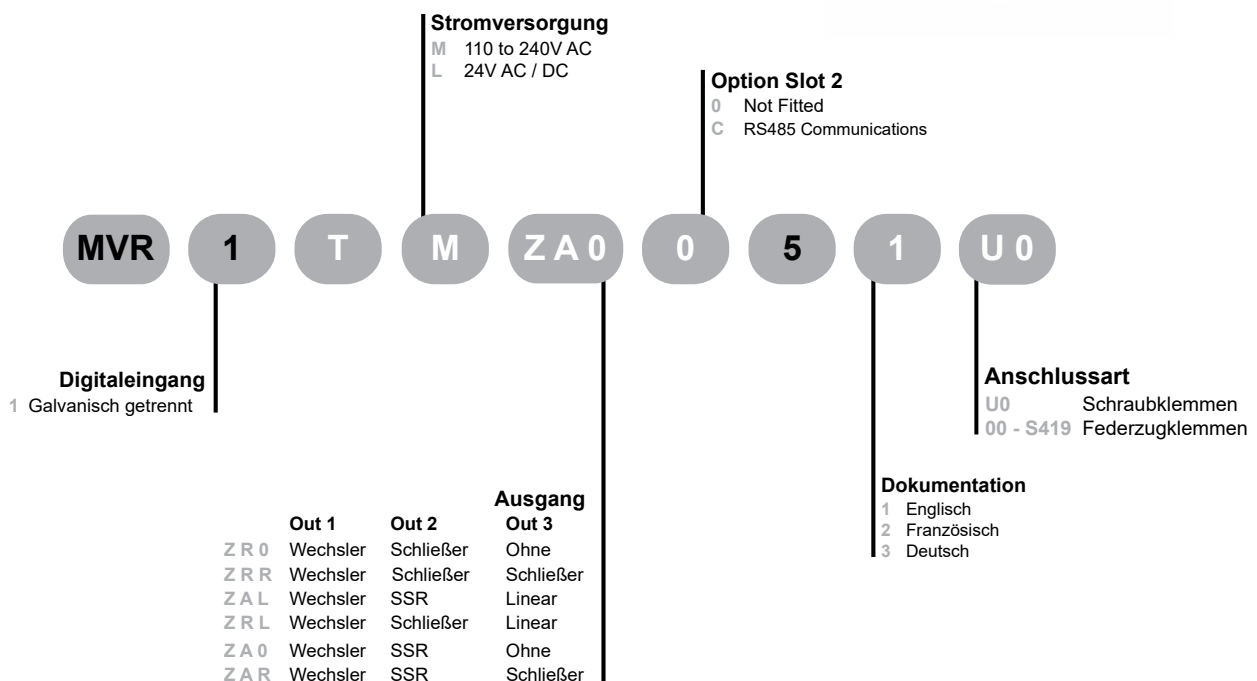 Stromversorgung
M 110 to 240V AC
L 24V AC / DC
Option Slot 2
0 Not Fitted
C RS485 Communications
MVR 1 T M Z A 0 0 5 1 U 0
Digitaleingang
1 Galvanisch getrennt
Anschlussart
U0 Schraubklemmen
00 - S419 Federzugklemmen
Dokumentation
1 Englisch
2 Französisch
3 Deutsch
Ausgang
Out 1 Out 2 Out 3
Z R 0 Wechsler Schließer Ohne
Z R R Wechsler Schließer Schließer
Z A L Wechsler SSR Linear
Z R L Wechsler Schließer Linear
Z A 0 Wechsler SSR Ohne
Z A R Wechsler SSR Schließer